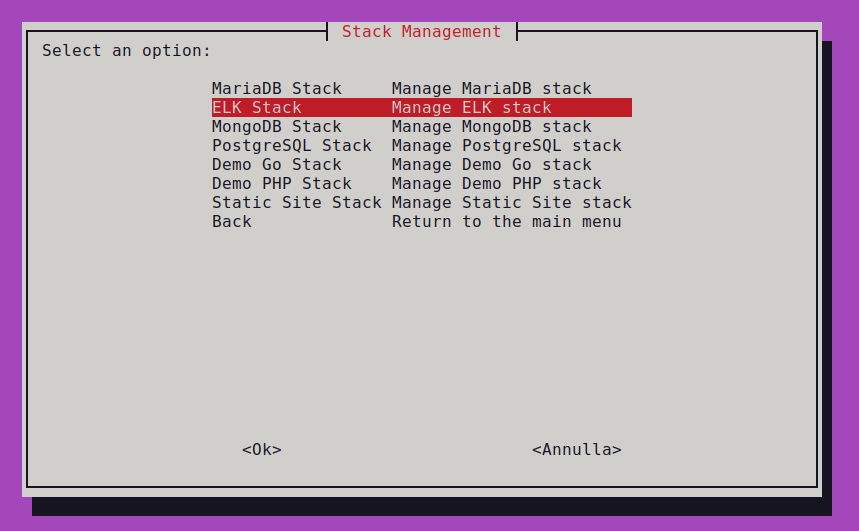 Stack Management
Select an option:
MariaDB Stack Manage MariaDB stack
ELK Stack Manage ELK stack
MongoDB Stack Manage MongoDB stack
PostgreSQL Stack Manage PostgreSQL stack
Demo Go Stack Manage Demo Go stack
Demo PHP Stack Manage Demo PHP stack
Static Site Stack Manage Static Site stack
Back Return to the main menu
<Ok> <Annulla>